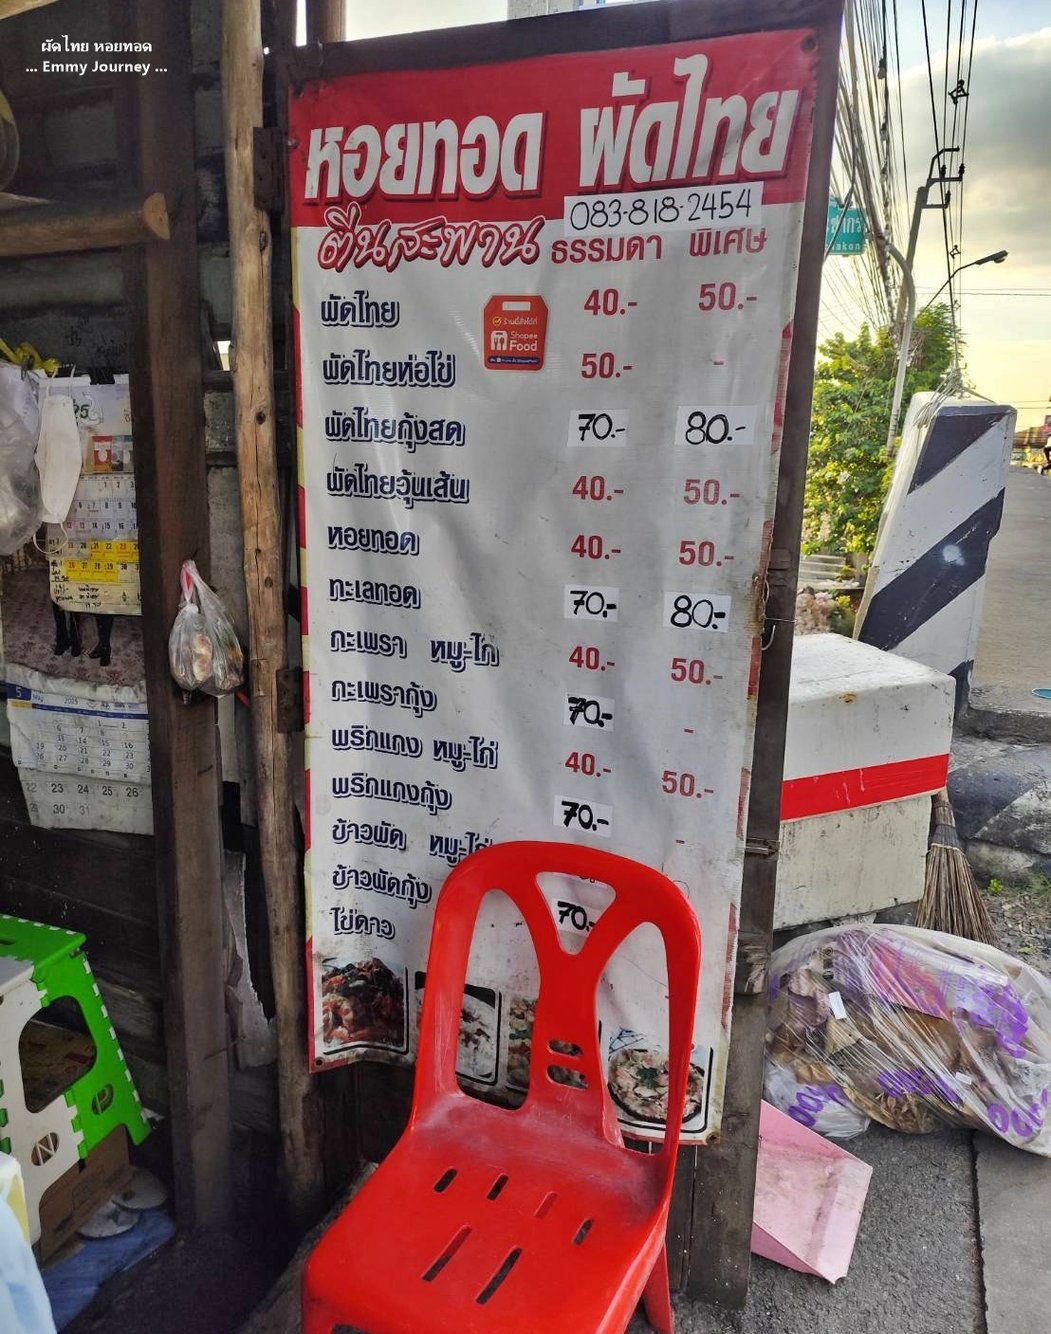 ผัดไทย หอยทอด
... Emmy Journey ...
หอยทอด ผัดไทย
083-818-2454
ตีนสะพาน ธรรมดา พิเศษ
ผัดไทย 40.- 50.-
Shopee
Food
ผัดไทยห่อไข่ 50.- -
ผัดไทยกุ้งสด 70.- 80.-
ผัดไทยวุ้นเส้น 40.- 50.-
หอยทอด 40.- 50.-
ทะเลทอด 70.- 80.-
กะเพรา หมู-ไก่ 40.- 50.-
กะเพรากุ้ง 70.- -
พริกแกง หมู-ไก่ 40.- 50.-
พริกแกงกุ้ง 70.- -
ข้าวผัด หมู-ไก่
ข้าวผัดกุ้ง 70.-
ไข่ดาว